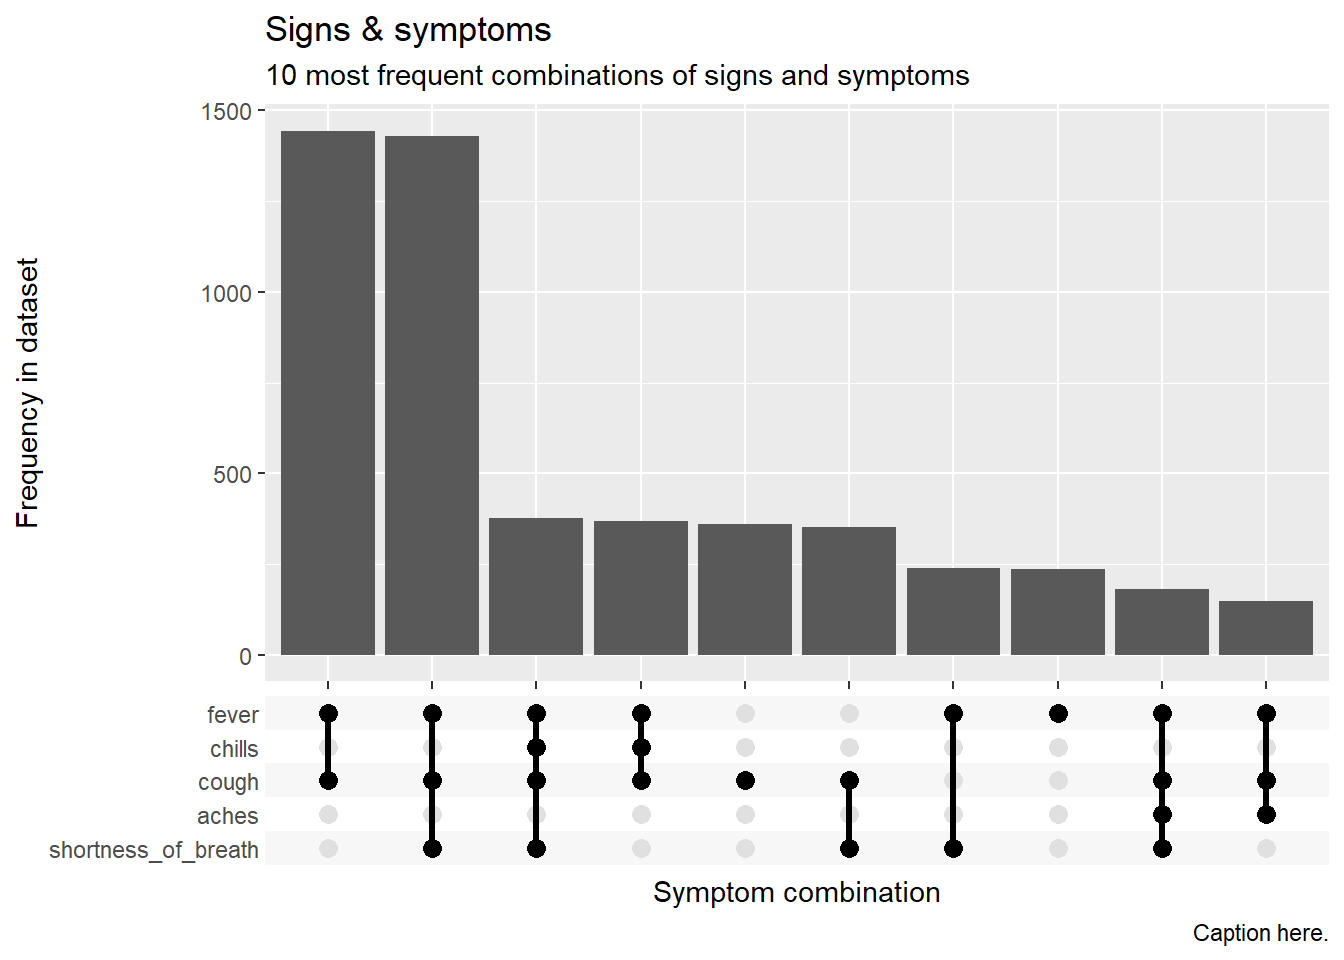 Signs & symptoms
10 most frequent combinations of signs and symptoms
Frequency in dataset
1500
1000
500
0
fever
chills
cough
aches
shortness_of_breath
Symptom combination
Caption here.